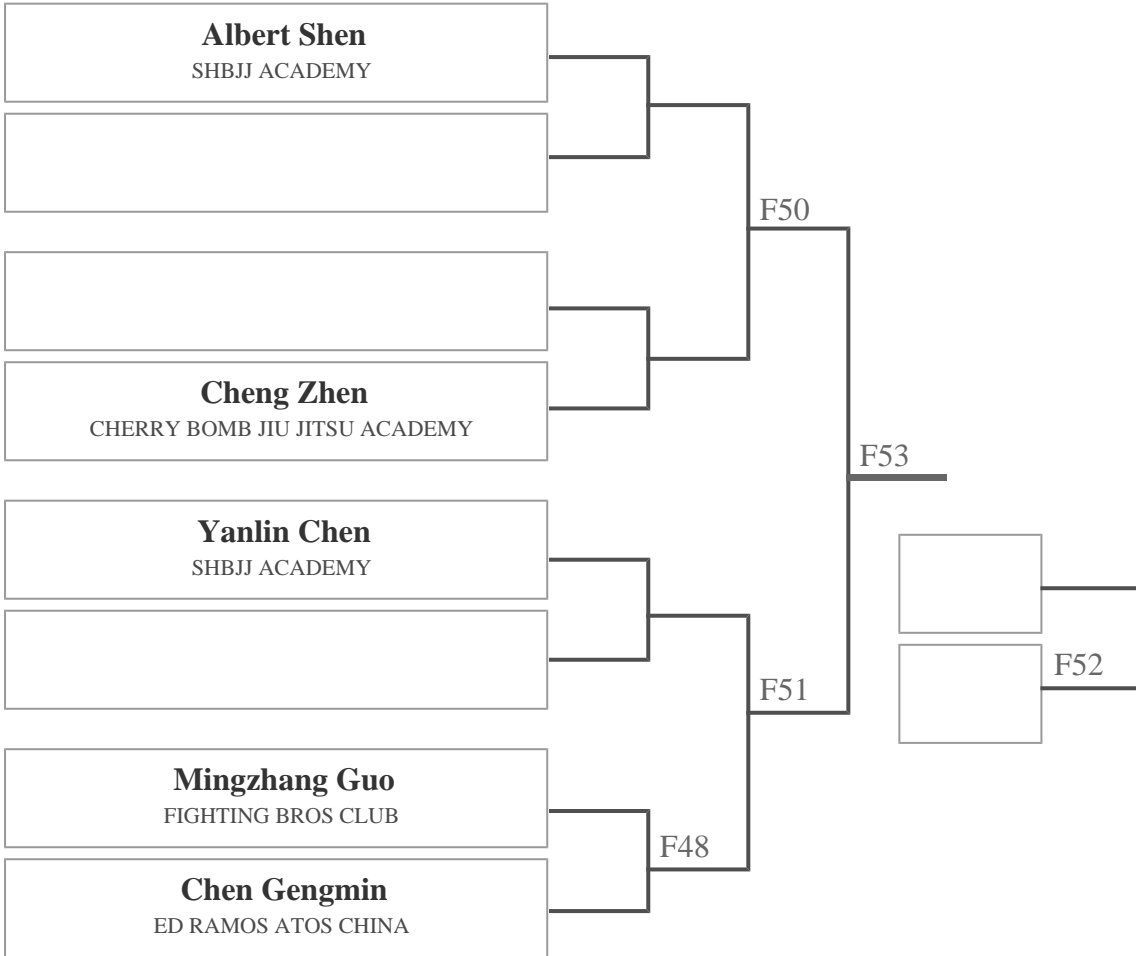 Albert Shen
SHBJJ ACADEMY
F50
Cheng Zhen
CHERRY BOMB JIU JITSU ACADEMY
F53
Yanlin Chen
SHBJJ ACADEMY
F52
F51
Mingzhang Guo
FIGHTING BROS CLUB
F48
Chen Gengmin
ED RAMOS ATOS CHINA